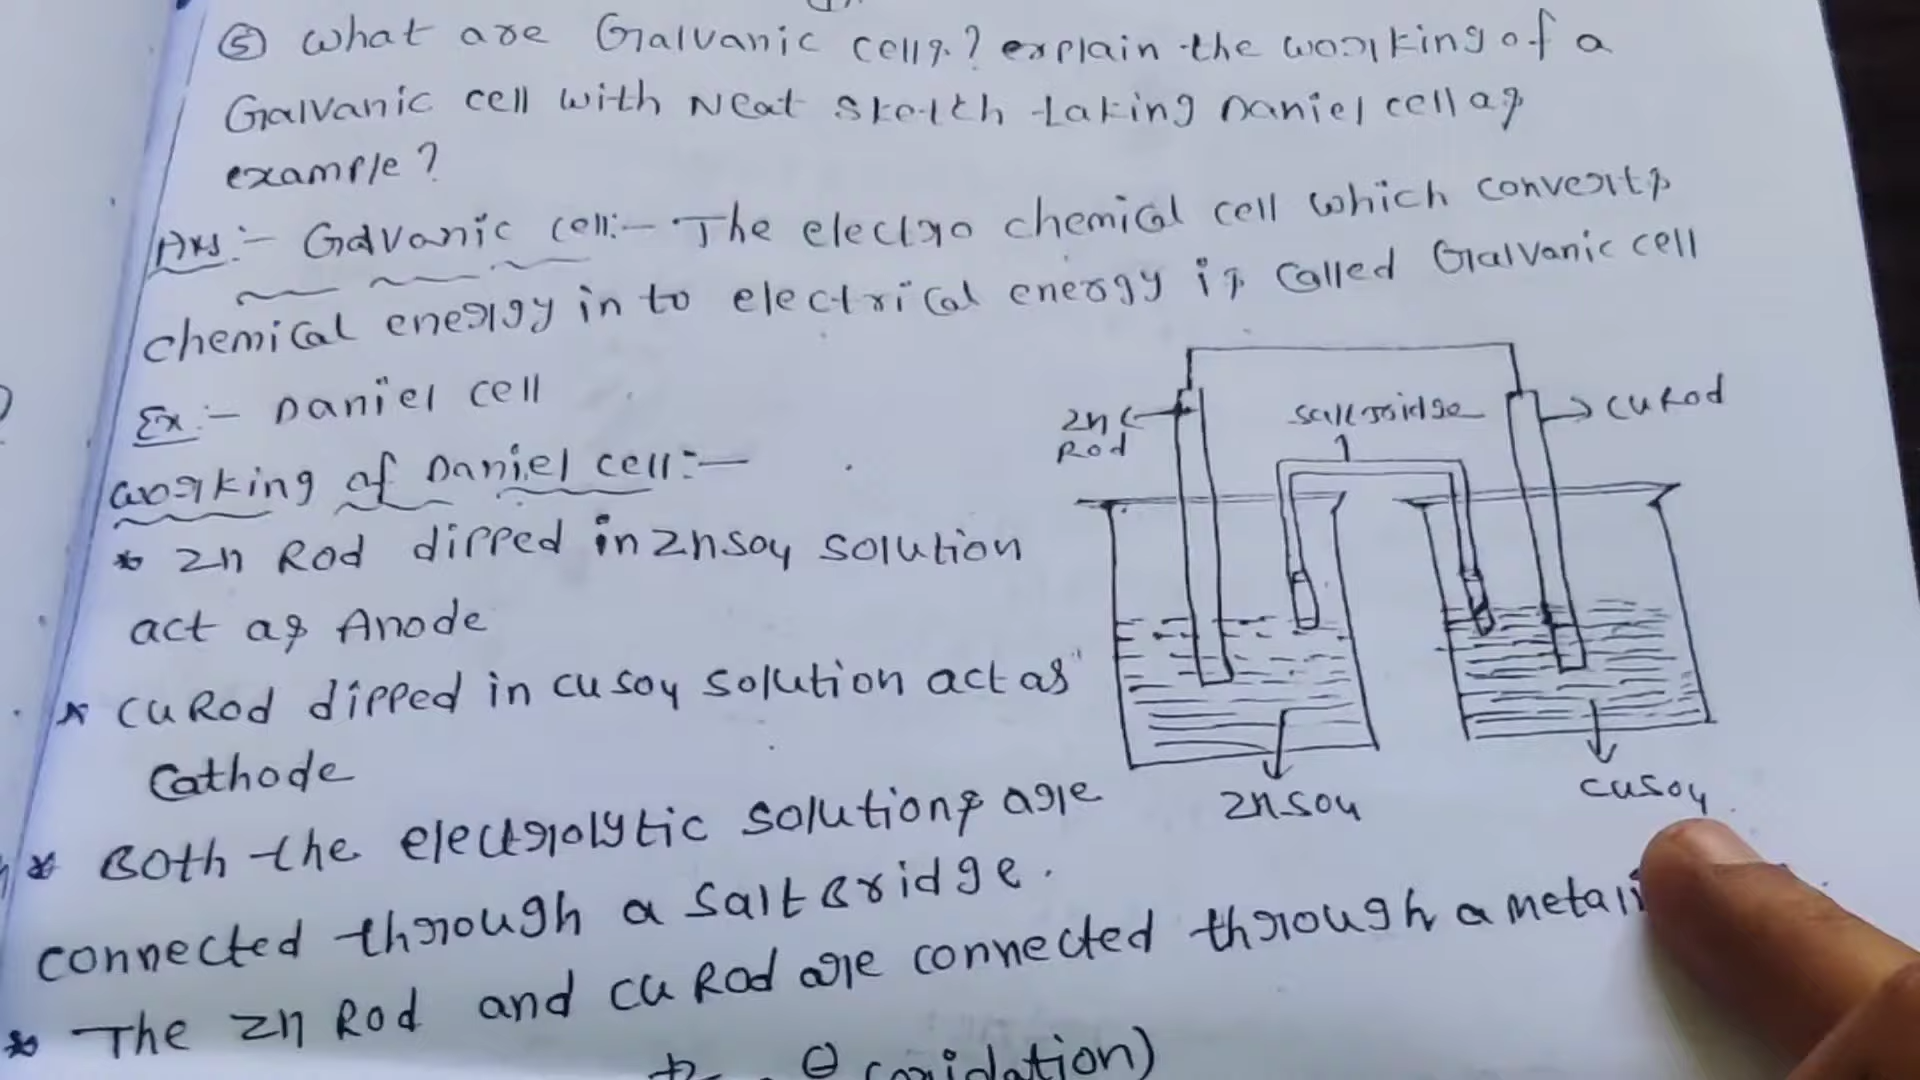 ⑤ What are Galvanic cells? explain the working of a
Galvanic cell with Neat Sketch taking Daniel cell as
example?
Ans:- Galvanic cell:- The electro chemical cell which converts
chemical energy in to electrical energy is called Galvanic cell
Ex:- Daniel cell
working of Daniel cell:-
* Zn Rod dipped in ZnSO4 solution
act as Anode
* Cu Rod dipped in CuSO4 solution act as
Cathode
* Both the electrolytic solutions are
connected through a Salt Bridge.
* The Zn Rod and Cu Rod are connected through a metali
(oxidation)
Zn
Rod
Salt Bridge
Cu Rod
ZnSO4
CuSO4